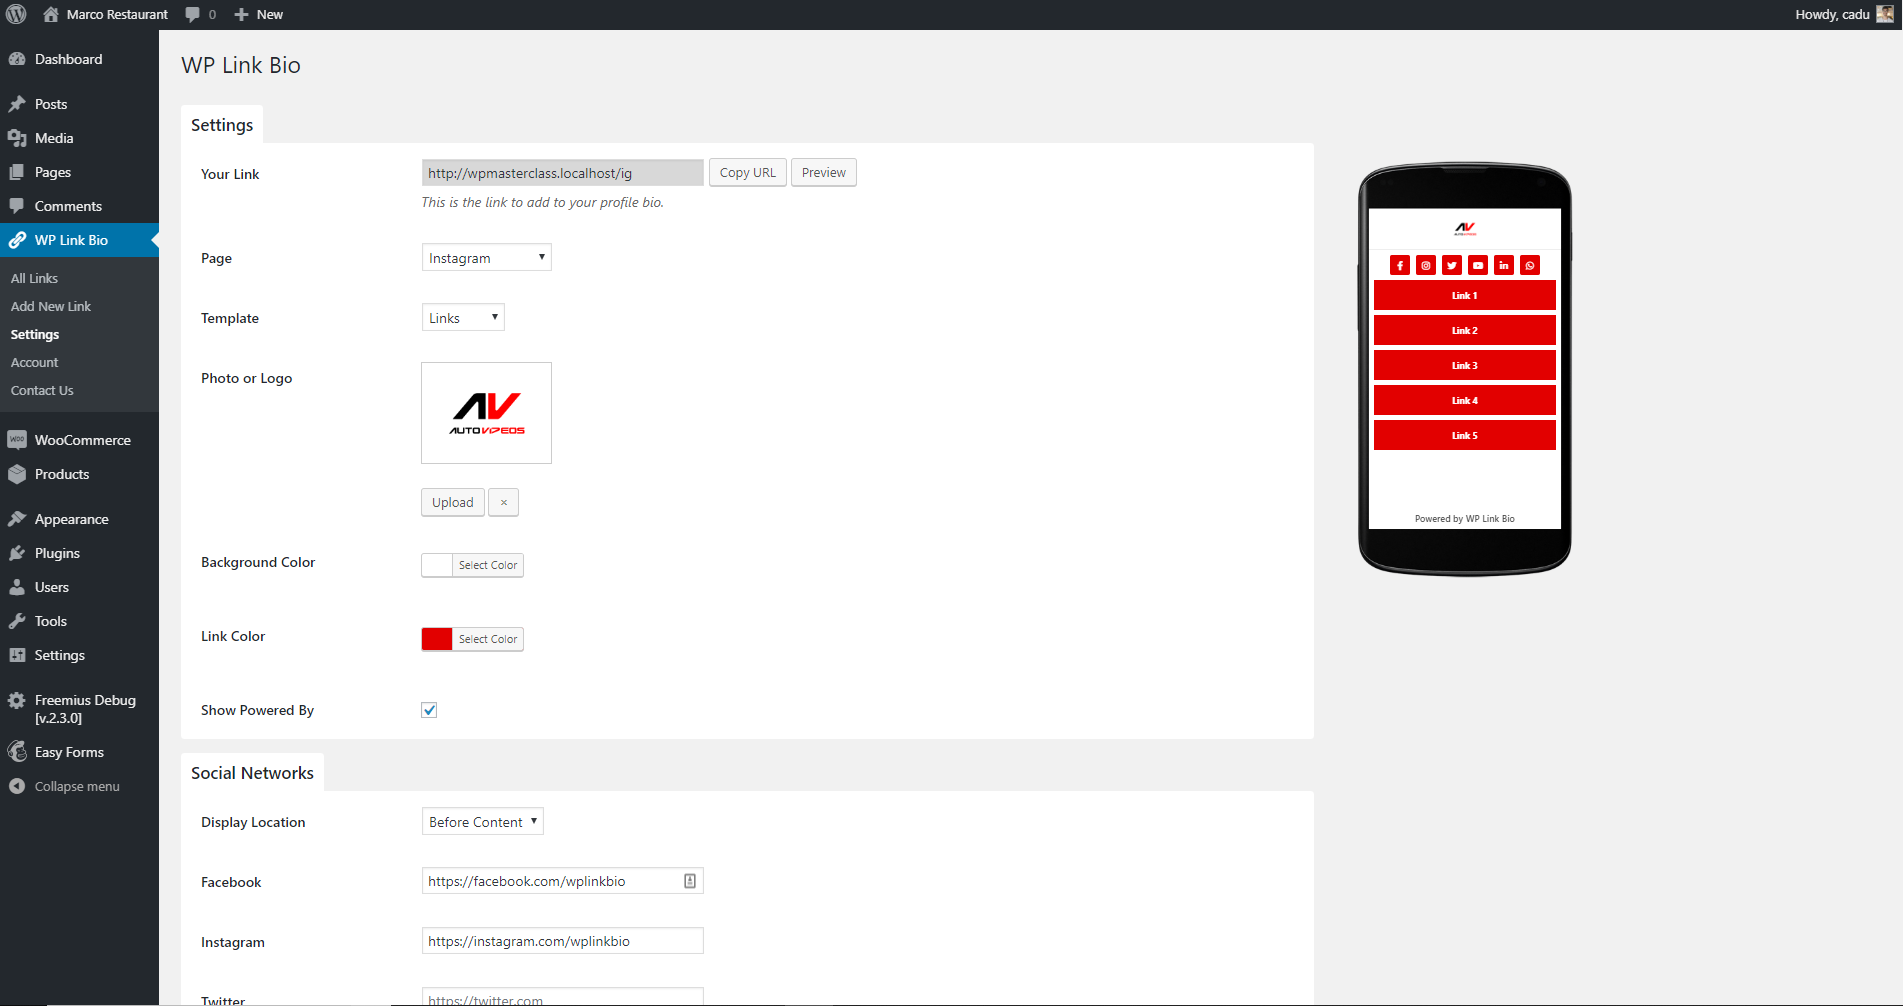 Marco Restaurant 0 New Howdy, cadu
Dashboard
Posts
Media
Pages
Comments
WP Link Bio
All Links
Add New Link
Settings
Account
Contact Us
WOO WooCommerce
Products
Appearance
Plugins
Users
Tools
Settings
Freemius Debug
[v.2.3.0]
Easy Forms
Collapse menu
WP Link Bio
Settings
Your Link http://wpmasterclass.localhost/ig Copy URL Preview
This is the link to add to your profile bio.
Page Instagram
Template Links
Photo or Logo
AV
AUTOVIDEOS
Upload ×
Background Color Select Color
Link Color Select Color
Show Powered By
Social Networks
Display Location Before Content
Facebook https://facebook.com/wplinkbio
Instagram https://instagram.com/wplinkbio
Twitter https://twitter.com
AV
AUTOVIDEOS
Link 1
Link 2
Link 3
Link 4
Link 5
Powered by WP Link Bio